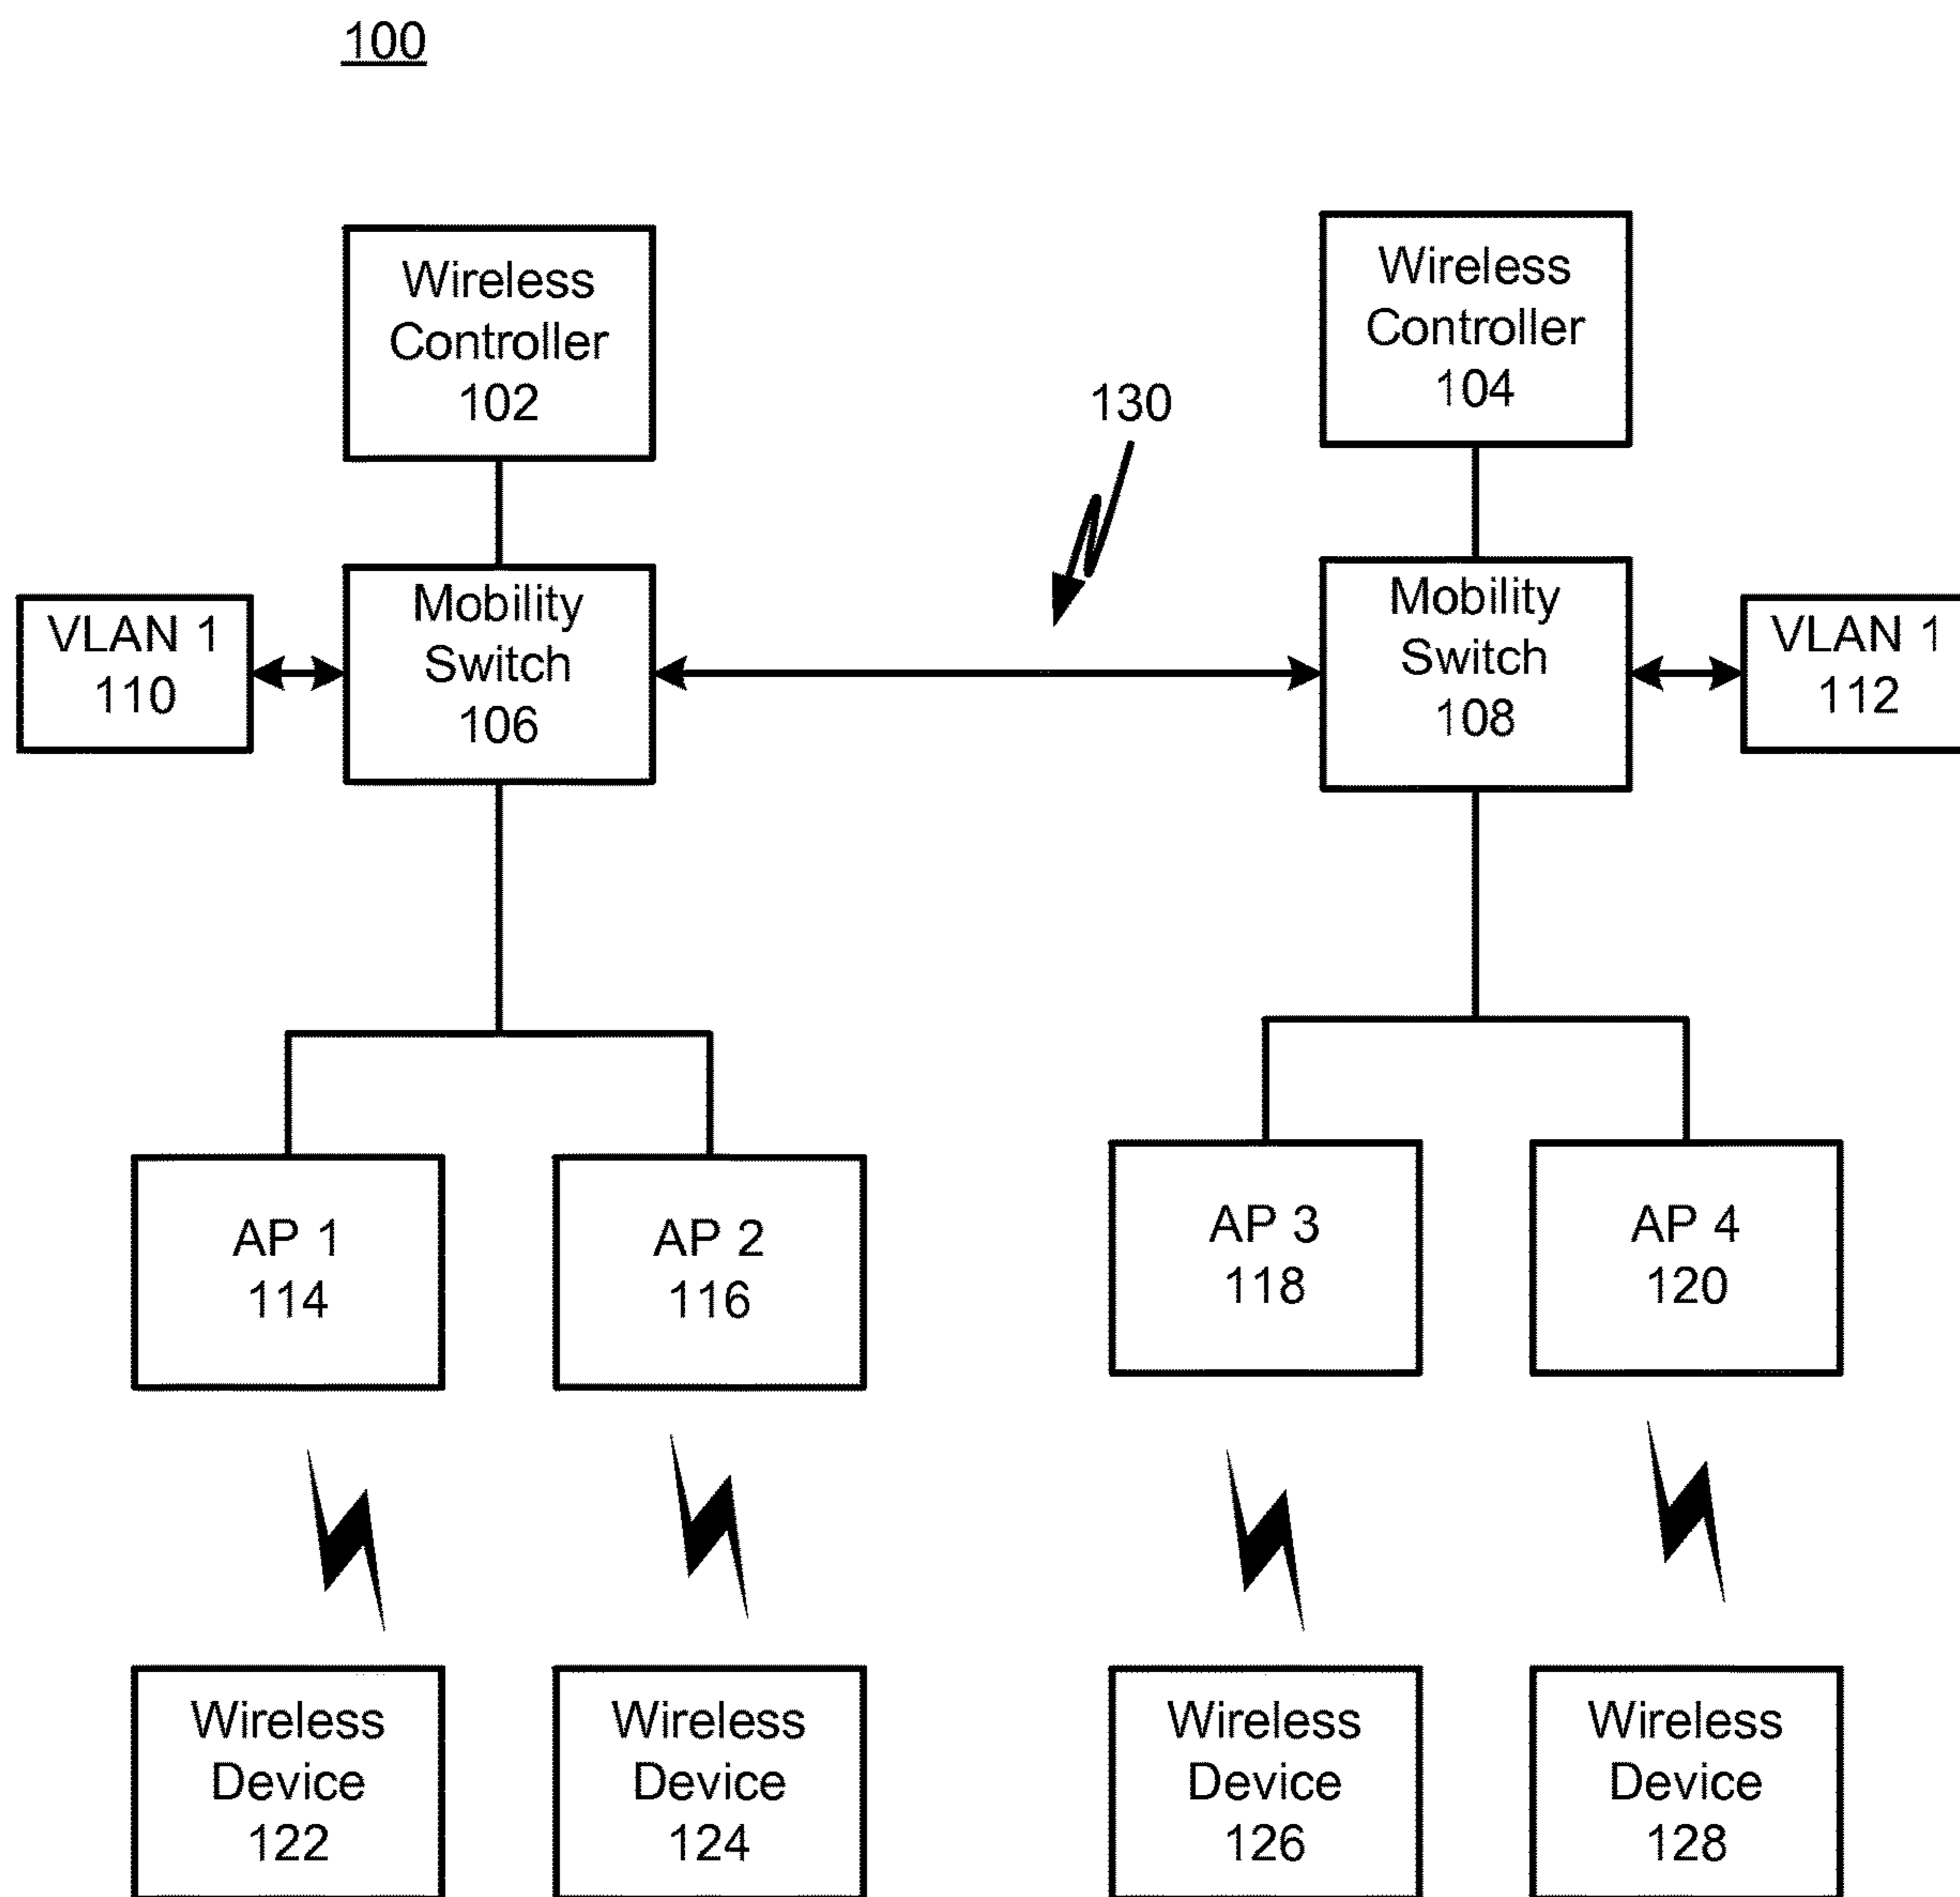 100
Wireless
Controller
102
Wireless
Controller
104
130
VLAN 1
110
Mobility
Switch
106
Mobility
Switch
108
VLAN 1
112
AP 1
114
AP 2
116
AP 3
118
AP 4
120
Wireless
Device
122
Wireless
Device
124
Wireless
Device
126
Wireless
Device
128